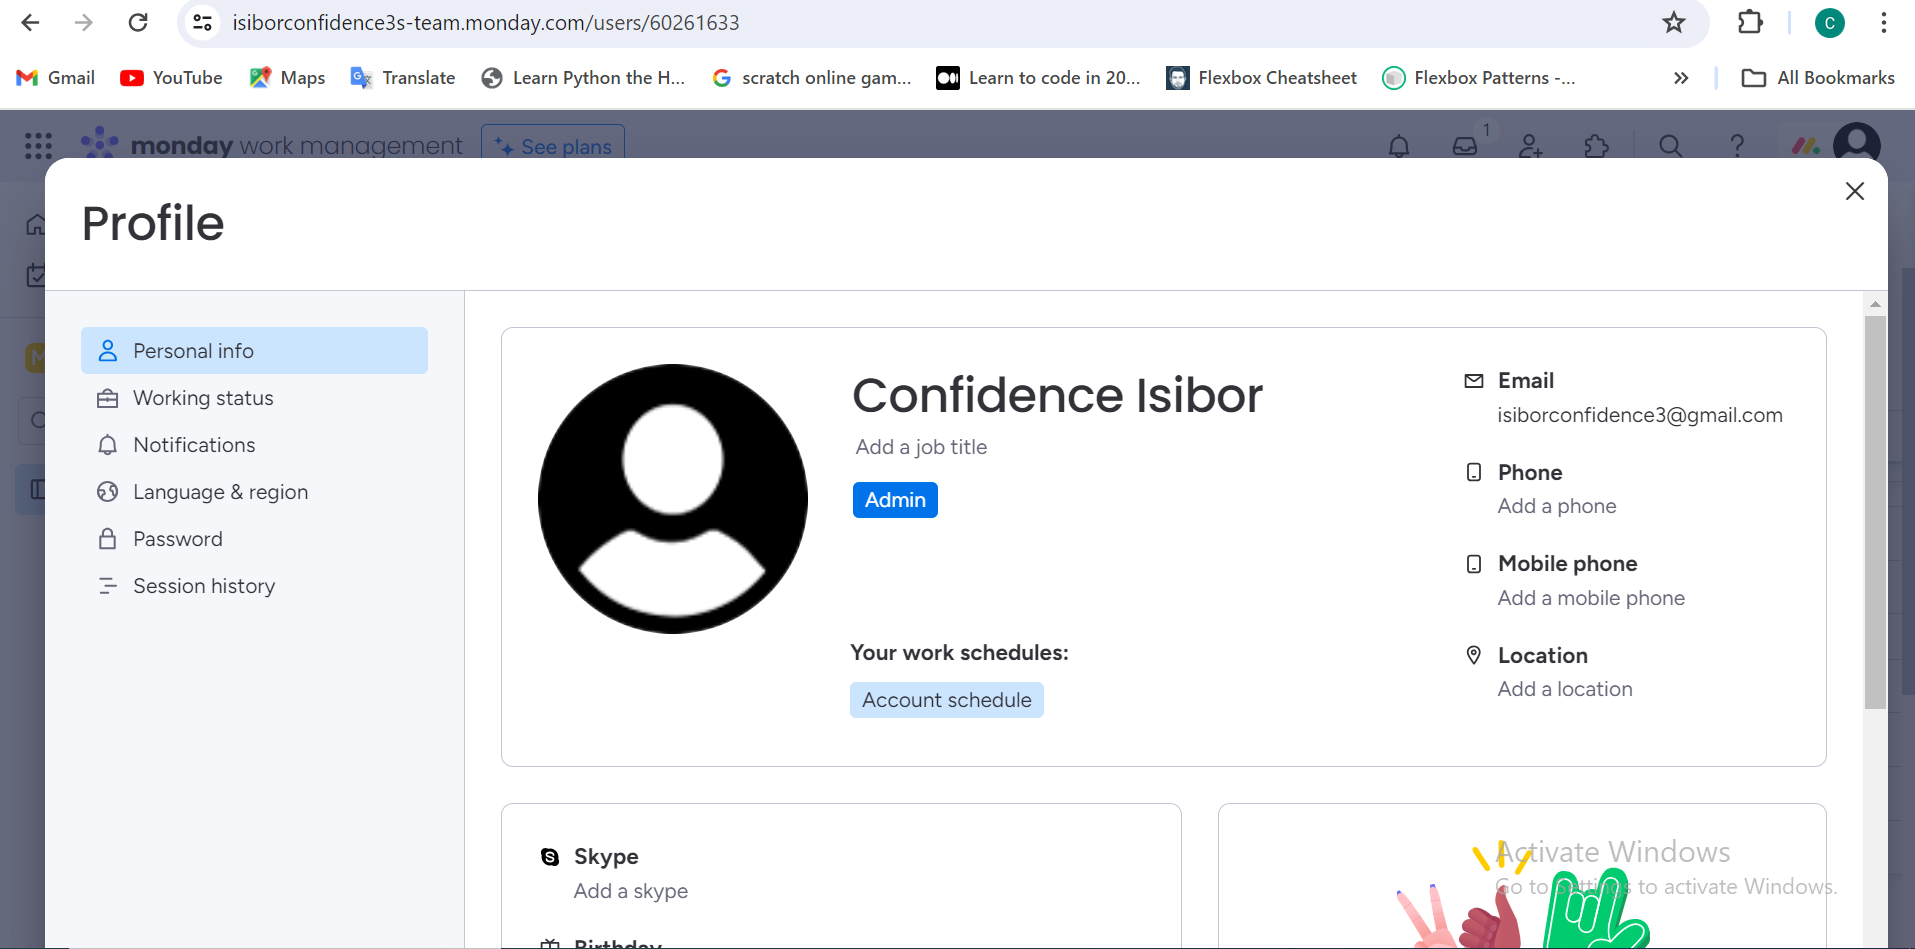 isiborconfidence3s-team.monday.com/users/60261633
C
Gmail
YouTube
Maps
Translate
Learn Python the H...
scratch online gam...
Learn to code in 20...
Flexbox Cheatsheet
Flexbox Patterns -...
»
All Bookmarks
monday work management
See plans
1
Profile
Personal info
Working status
Notifications
Language & region
Password
Session history
Confidence Isibor
Add a job title
Admin
Your work schedules:
Account schedule
Email
isiborconfidence3@gmail.com
Phone
Add a phone
Mobile phone
Add a mobile phone
Location
Add a location
Skype
Add a skype
Birthday
Activate Windows
Go to Settings to activate Windows.